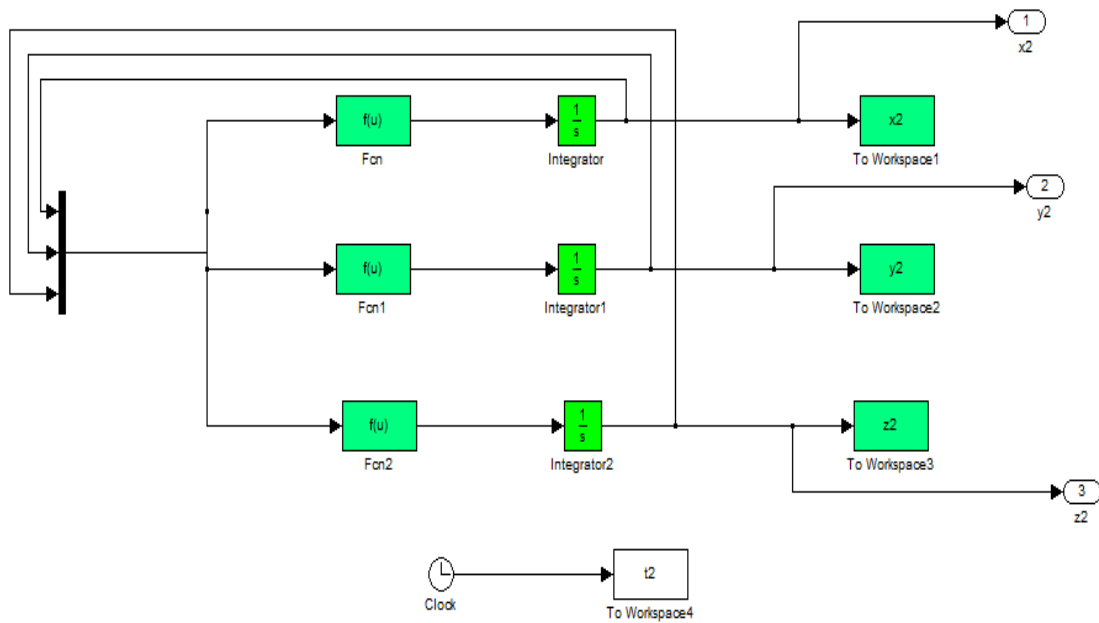 1
x2
f(u)
1
s
x2
Fcn
Integrator
To Workspace1
2
y2
f(u)
1
s
y2
Fcn1
Integrator1
To Workspace2
f(u)
1
s
z2
Fcn2
Integrator2
To Workspace3
3
z2
t2
Clock
To Workspace4